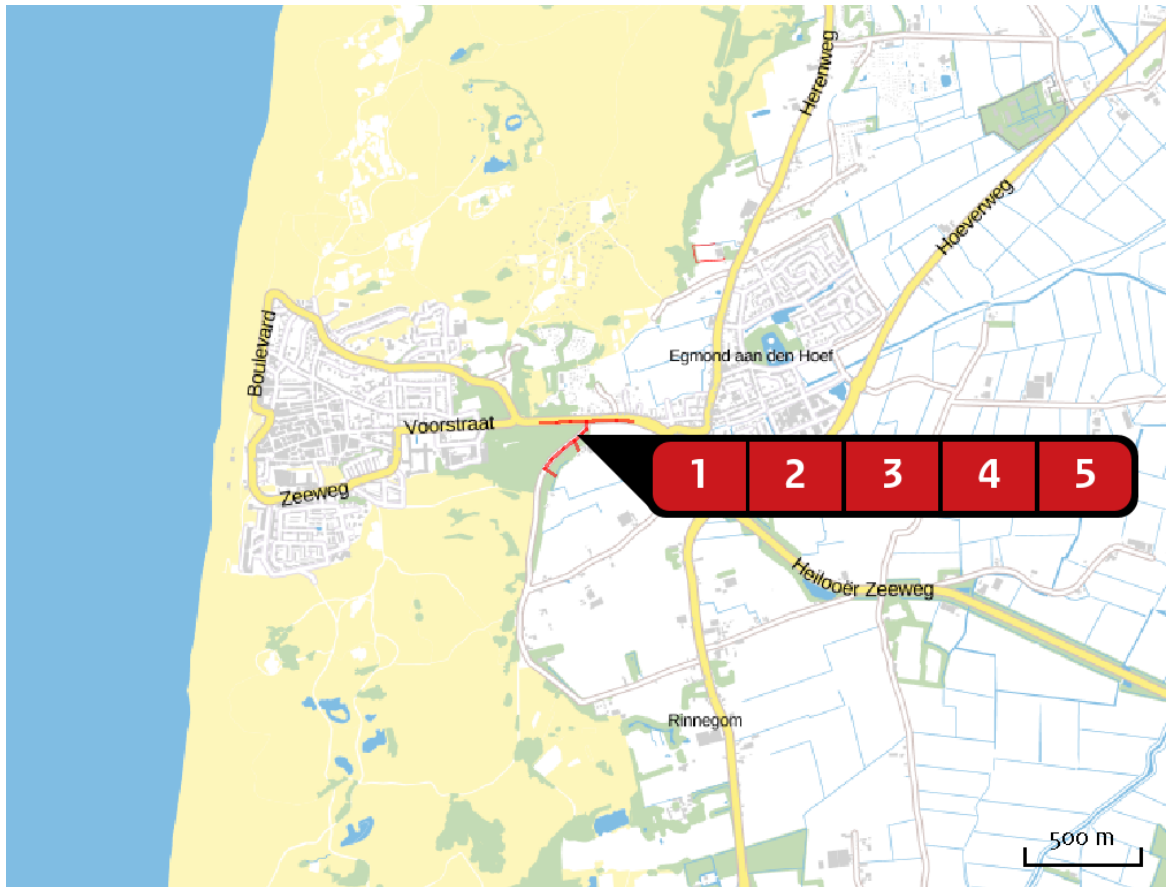 Herenweg
Hoeverweg
Boulevard
Egmond aan den Hoef
Voorstraat
1 2 3 4 5
Zeeweg
Heilooër Zeeweg
Rinnegom
500 m